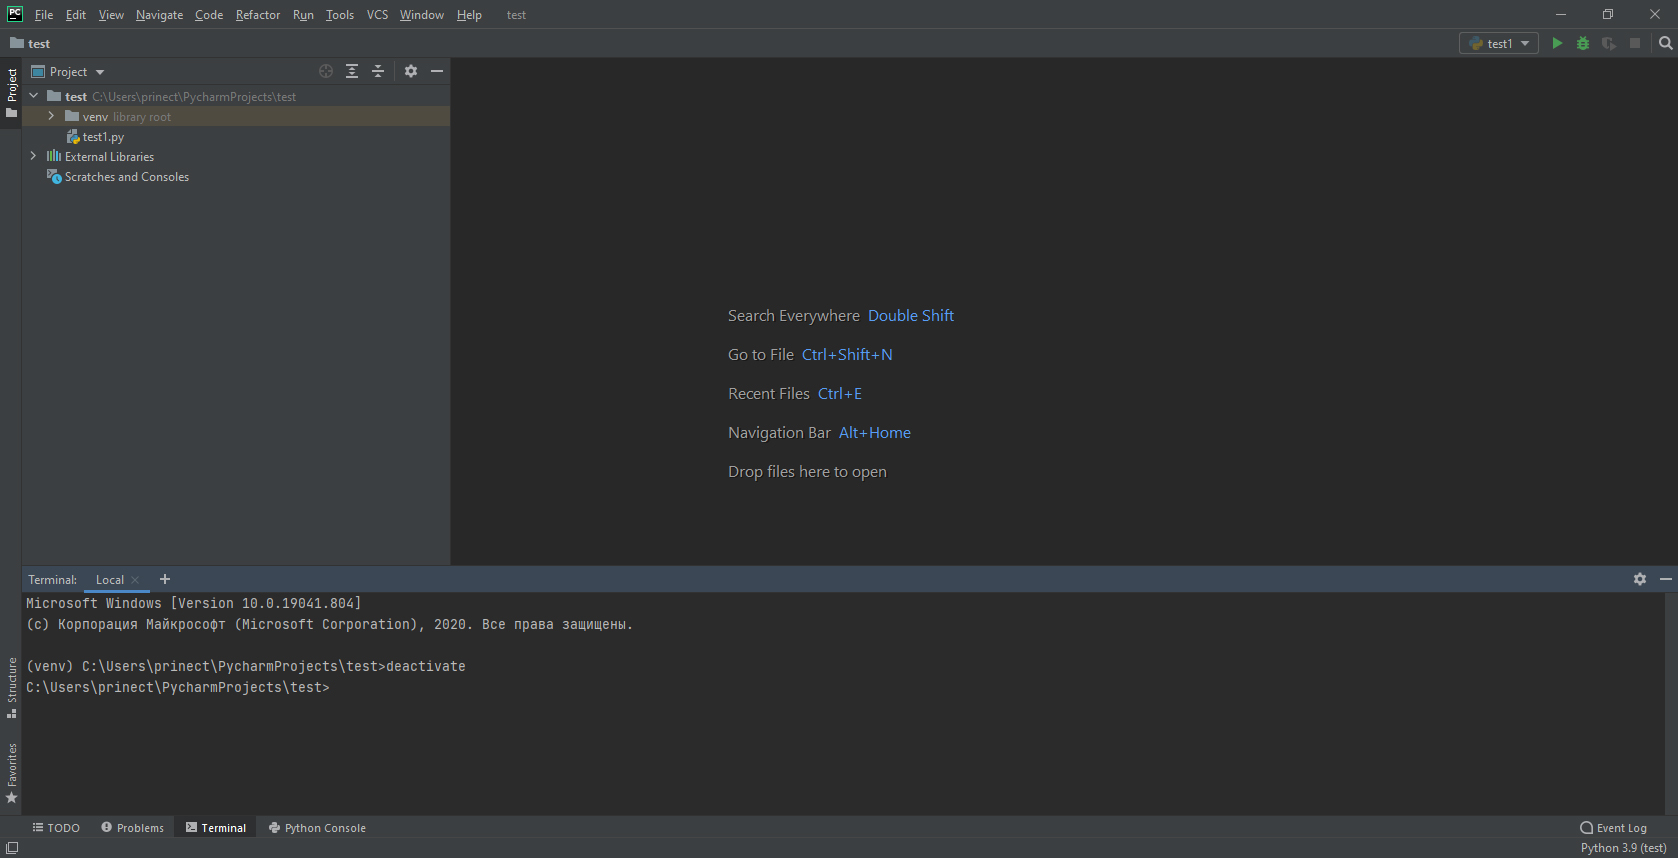 PC File Edit View Navigate Code Refactor Run Tools VCS Window Help test
test test1
Project
Project
test C:\Users\prinect\PycharmProjects\test
venv library root
test1.py
External Libraries
Scratches and Consoles
Search Everywhere Double Shift
Go to File Ctrl+Shift+N
Recent Files Ctrl+E
Navigation Bar Alt+Home
Drop files here to open
Terminal: Local
Microsoft Windows [Version 10.0.19041.804]
(c) Корпорация Майкрософт (Microsoft Corporation), 2020. Все права защищены.
(venv) C:\Users\prinect\PycharmProjects\test>deactivate
C:\Users\prinect\PycharmProjects\test>
Structure
Favorites
TODO Problems Terminal Python Console Event Log
Python 3.9 (test)